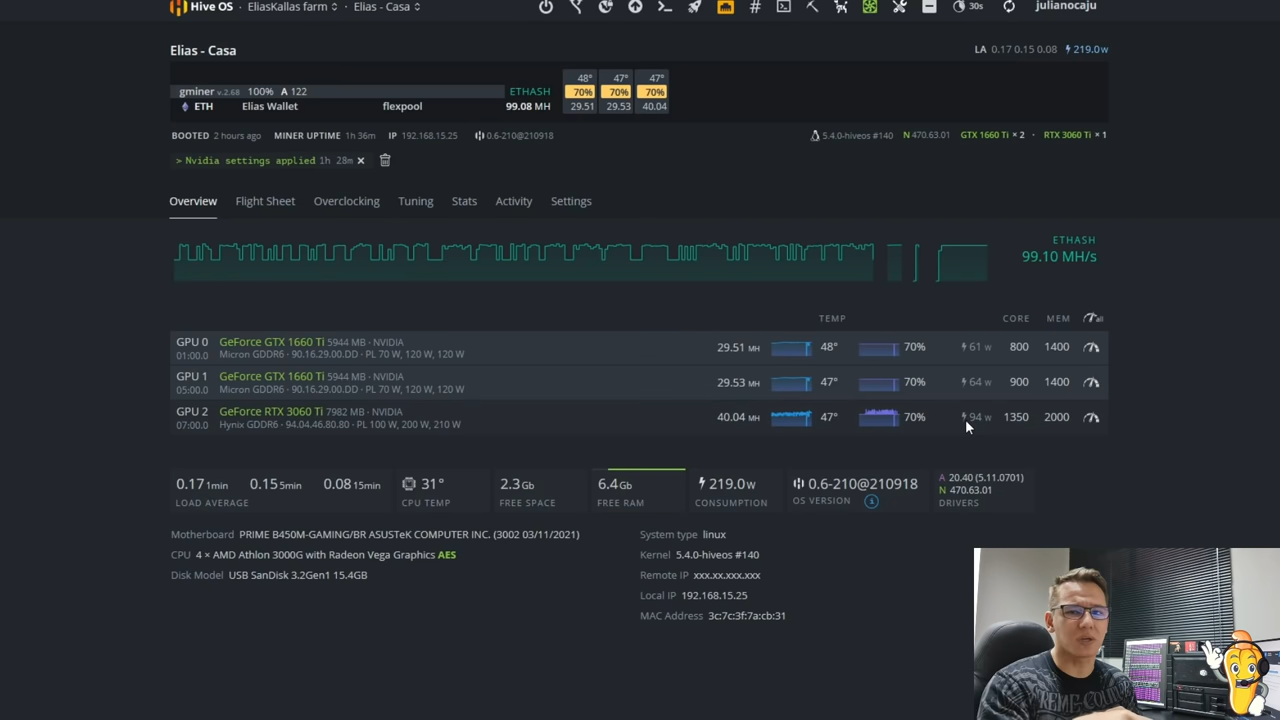 Hive OS · EliasKallas farm · Elias - Casa 30s julianocaju
Elias - Casa LA 0.17 0.15 0.08 219.0w
48° 47° 47°
gminer v.2.68 100% A 122 ETHASH 70% 70% 70%
ETH Elias Wallet flexpool 99.08 MH 29.51 29.53 40.04
BOOTED 2 hours ago MINER UPTIME 1h 36m IP 192.168.15.25 0.6-210@210918 5.4.0-hiveos #140 N 470.63.01 GTX 1660 Ti × 2 · RTX 3060 Ti × 1
> Nvidia settings applied 1h 28m ×
Overview Flight Sheet Overclocking Tuning Stats Activity Settings
ETHASH
99.10 MH/s
TEMP CORE MEM all
GPU 0 GeForce GTX 1660 Ti 5944 MB · NVIDIA 29.51 MH 48° 70% 61 W 800 1400
01:00.0 Micron GDDR6 · 90.16.29.00.DD · PL 70 W, 120 W, 120 W
GPU 1 GeForce GTX 1660 Ti 5944 MB · NVIDIA 29.53 MH 47° 70% 64 W 900 1400
05:00.0 Micron GDDR6 · 90.16.29.00.DD · PL 70 W, 120 W, 120 W
GPU 2 GeForce RTX 3060 Ti 7982 MB · NVIDIA 40.04 MH 47° 70% 94 W 1350 2000
07:00.0 Hynix GDDR6 · 94.04.46.80.80 · PL 100 W, 200 W, 210 W
0.17 1min 0.15 5min 0.08 15min 31° 2.3Gb 6.4Gb 219.0W 0.6-210@210918 A 20.40 (5.11.0701)
N 470.63.01
LOAD AVERAGE CPU TEMP FREE SPACE FREE RAM CONSUMPTION OS VERSION DRIVERS
Motherboard PRIME B450M-GAMING/BR ASUSTeK COMPUTER INC. (3002 03/11/2021) System type linux
CPU 4 × AMD Athlon 3000G with Radeon Vega Graphics AES Kernel 5.4.0-hiveos #140
Disk Model USB SanDisk 3.2Gen1 15.4GB Remote IP xxx.xx.xxx.xxx
Local IP 192.168.15.25
MAC Address 3c:7c:3f:7a:cb:31